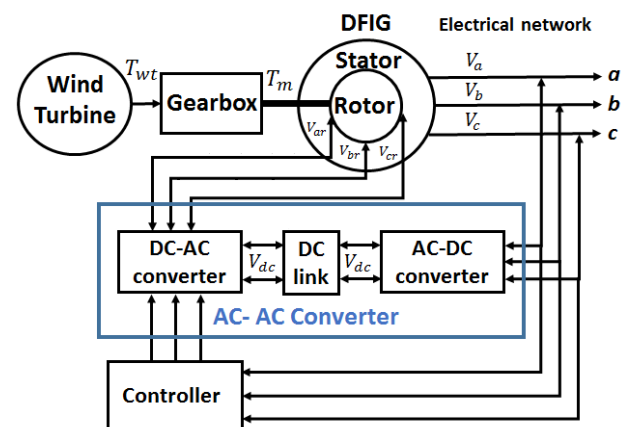 DFIG
Electrical network
Stator
Rotor
Wind
Turbine
T_wt
Gearbox
T_m
V_a
a
V_b
b
V_c
c
V_ar
V_br
V_cr
DC-AC
converter
V_dc
DC
link
V_dc
AC-DC
converter
AC- AC Converter
Controller